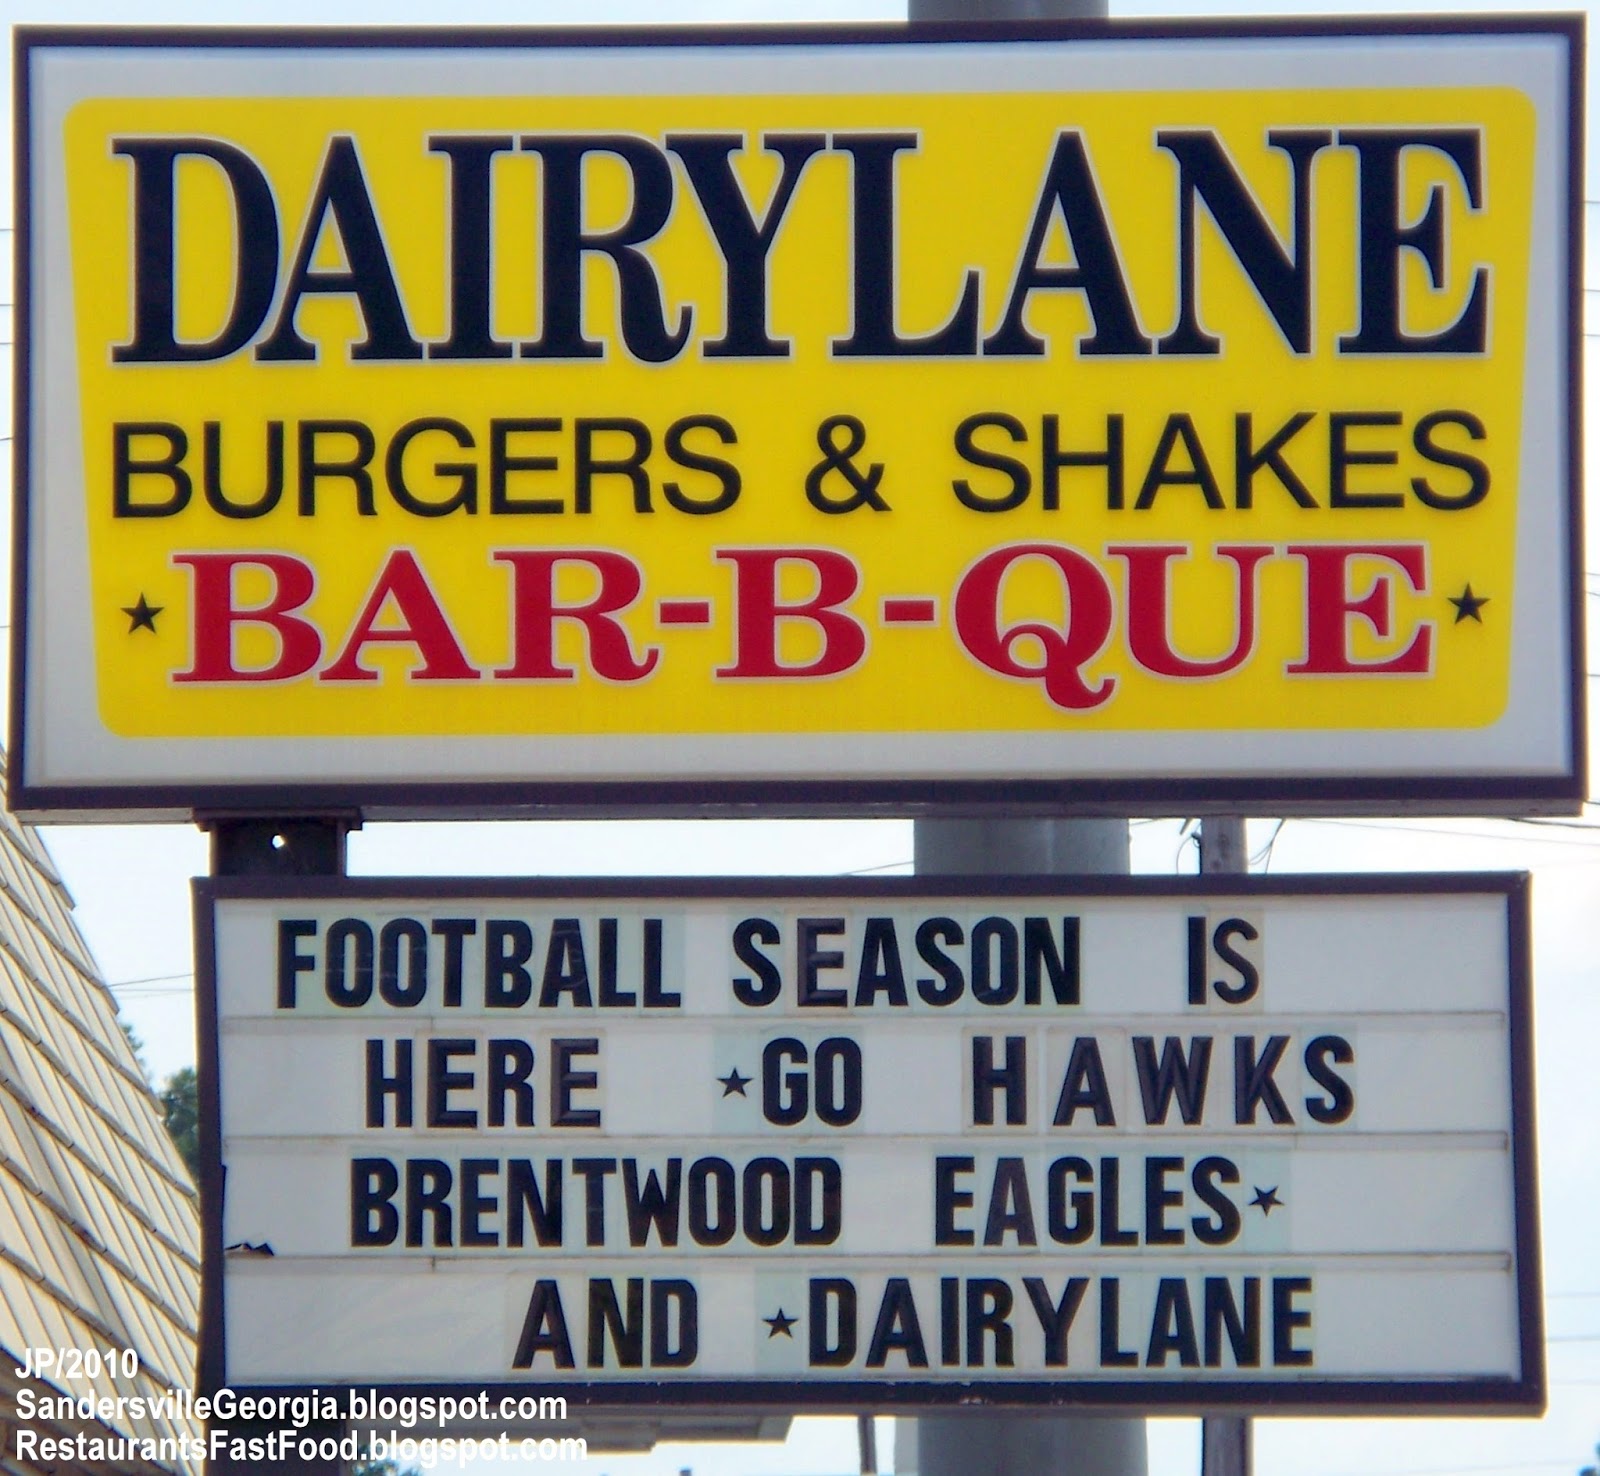 DAIRYLANE
BURGERS & SHAKES
★BAR-B-QUE★
FOOTBALL SEASON IS
HERE ★GO HAWKS
BRENTWOOD EAGLES★
AND ★DAIRYLANE
JP/2010
SandersvilleGeorgia.blogspot.com
RestaurantsFastFood.blogspot.com